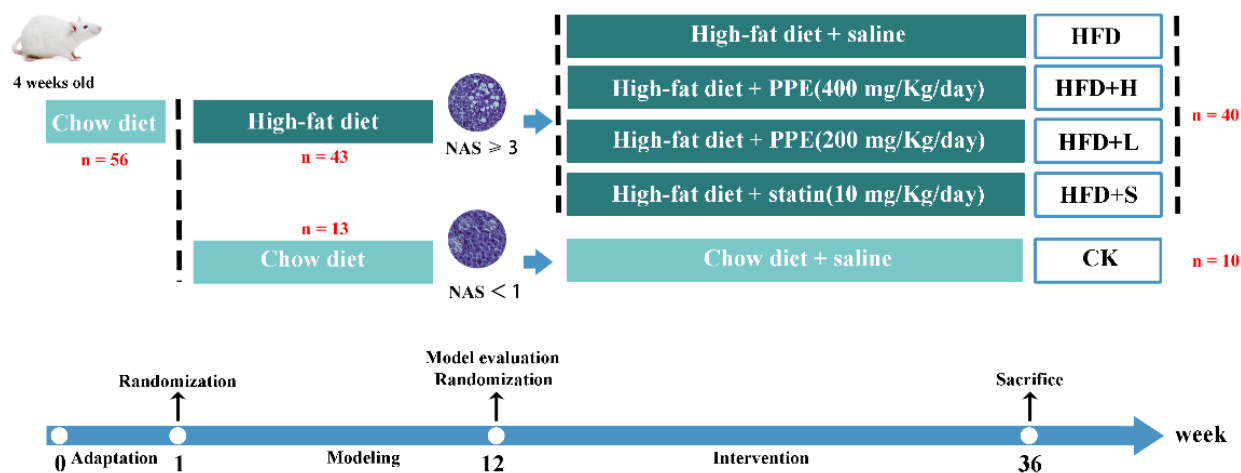 4 weeks old
Chow diet
n = 56
High-fat diet
n = 43
NAS ⩾ 3
n = 13
Chow diet
NAS < 1
High-fat diet + saline
HFD
High-fat diet + PPE(400 mg/Kg/day)
HFD+H
High-fat diet + PPE(200 mg/Kg/day)
HFD+L
High-fat diet + statin(10 mg/Kg/day)
HFD+S
n = 40
Chow diet + saline
CK
n = 10
Randomization
Model evaluation
Randomization
Sacrifice
week
0 Adaptation 1 Modeling 12 Intervention 36